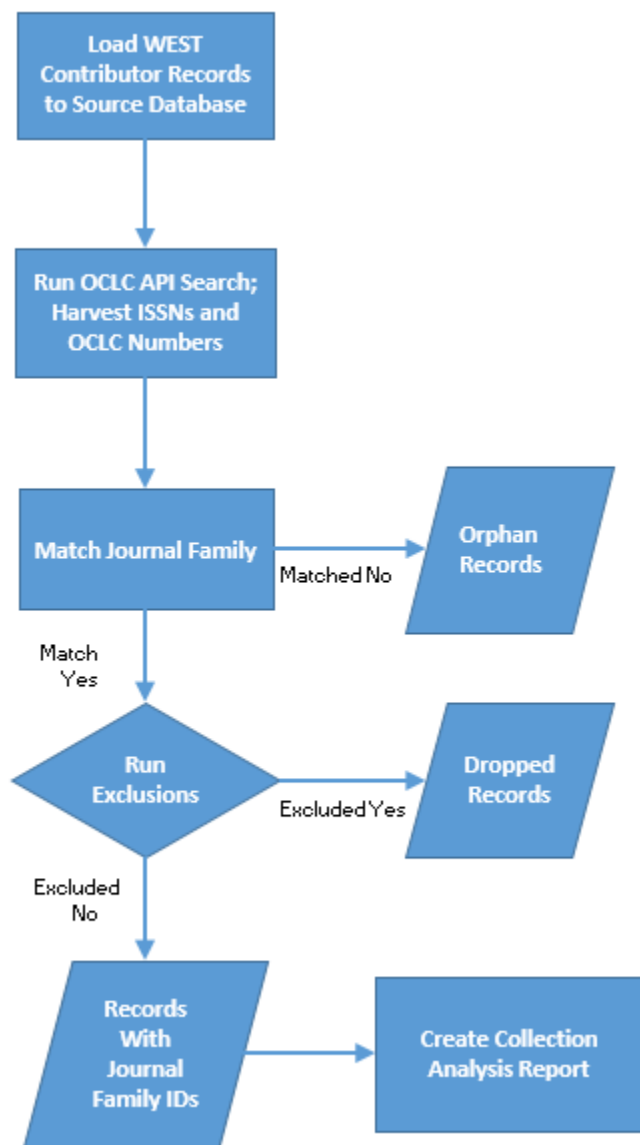 Load WEST
Contributor Records
to Source Database
Run OCLC API Search;
Harvest ISSNs and
OCLC Numbers
Match Journal Family
Matched No
Orphan
Records
Match
Yes
Run
Exclusions
Excluded Yes
Dropped
Records
Excluded
No
Records
With
Journal
Family IDs
Create Collection
Analysis Report